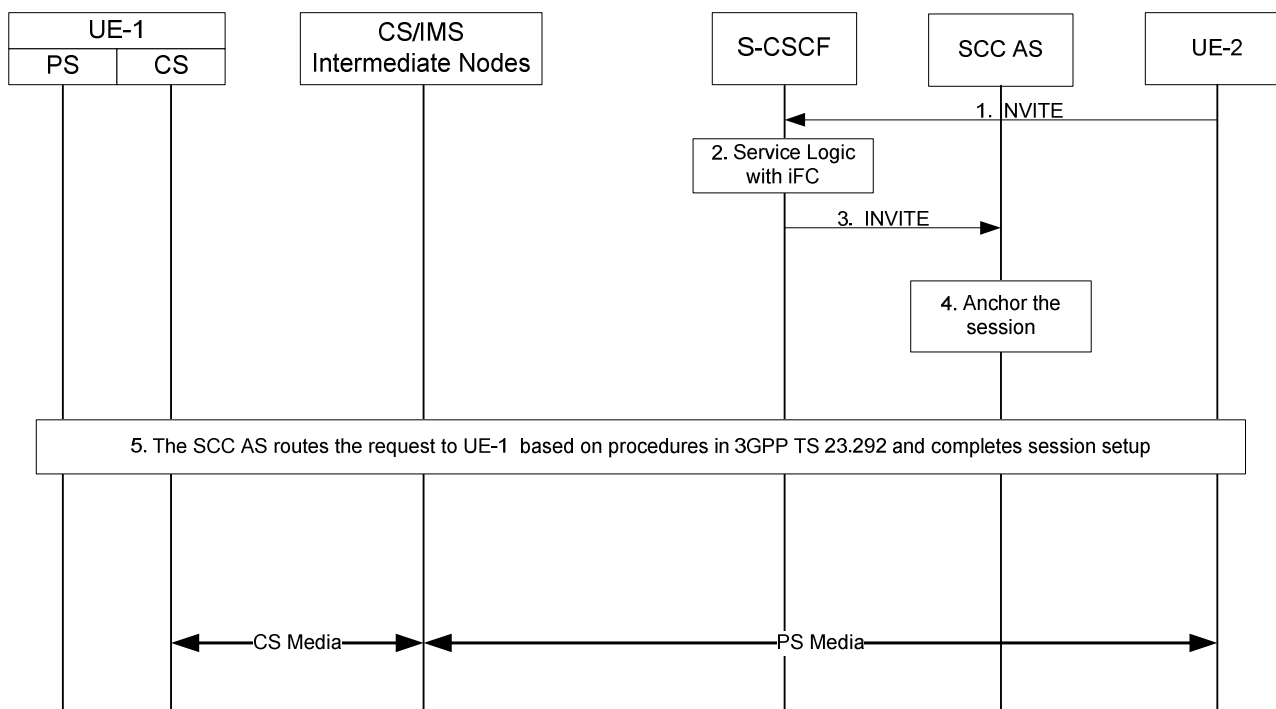 UE-1
PS
CS
CS/IMS
Intermediate Nodes
S-CSCF
SCC AS
UE-2
1. NVITE
2. Service Logic
with iFC
3. INVITE
4. Anchor the
session
5. The SCC AS routes the request to UE-1 based on procedures in 3GPP TS 23.292 and completes session setup
CS Media
PS Media